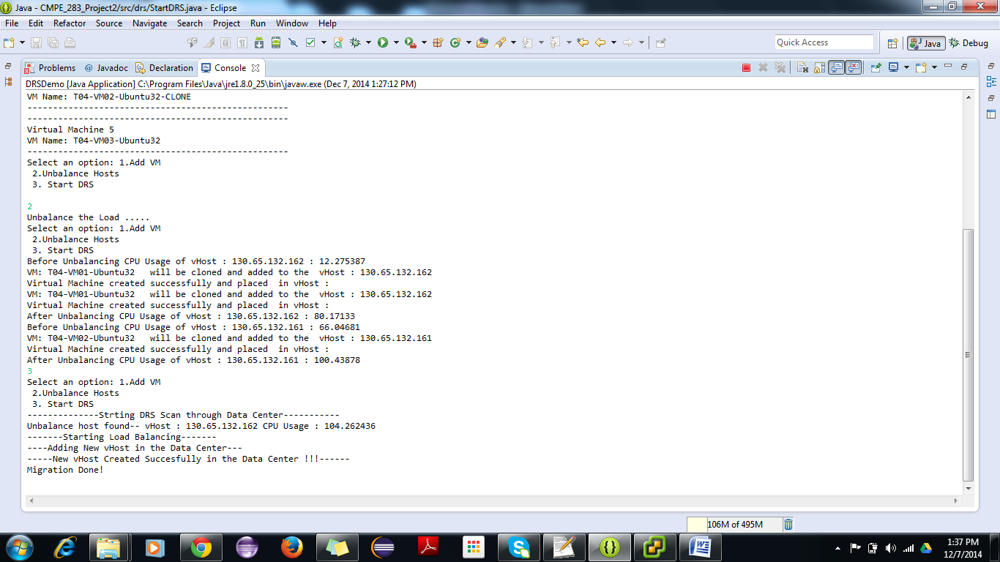 Java - CMPE_283_Project2/src/drs/StartDRS.java - Eclipse
File Edit Refactor Source Navigate Search Project Run Window Help
Quick Access
Java
Debug
Problems @ Javadoc Declaration Console
DRSDemo [Java Application] C:\Program Files\Java\jre1.8.0_25\bin\javaw.exe (Dec 7, 2014 1:27:12 PM)
VM Name: T04-VM02-Ubuntu32-CLONE
---------------------------------------------------
---------------------------------------------------
Virtual Machine 5
VM Name: T04-VM03-Ubuntu32
---------------------------------------------------
Select an option: 1.Add VM
2.Unbalance Hosts
3. Start DRS
2
Unbalance the Load .....
Select an option: 1.Add VM
2.Unbalance Hosts
3. Start DRS
Before Unbalancing CPU Usage of vHost : 130.65.132.162 : 12.275387
VM: T04-VM01-Ubuntu32   will be cloned and added to the  vHost : 130.65.132.162
Virtual Machine created successfully and placed  in vHost :
VM: T04-VM01-Ubuntu32   will be cloned and added to the  vHost : 130.65.132.162
Virtual Machine created successfully and placed  in vHost :
After Unbalancing CPU Usage of vHost : 130.65.132.162 : 80.17133
Before Unbalancing CPU Usage of vHost : 130.65.132.161 : 66.04681
VM: T04-VM02-Ubuntu32   will be cloned and added to the  vHost : 130.65.132.161
Virtual Machine created successfully and placed  in vHost :
After Unbalancing CPU Usage of vHost : 130.65.132.161 : 100.43878
3
Select an option: 1.Add VM
2.Unbalance Hosts
3. Start DRS
--------------Strting DRS Scan through Data Center-----------
Unbalance host found-- vHost : 130.65.132.162 CPU Usage : 104.262436
-------Starting Load Balancing-------
----Adding New vHost in the Data Center---
-----New vHost Created Succesfully in the Data Center !!!------
Migration Done!
106M of 495M
1:37 PM
12/7/2014